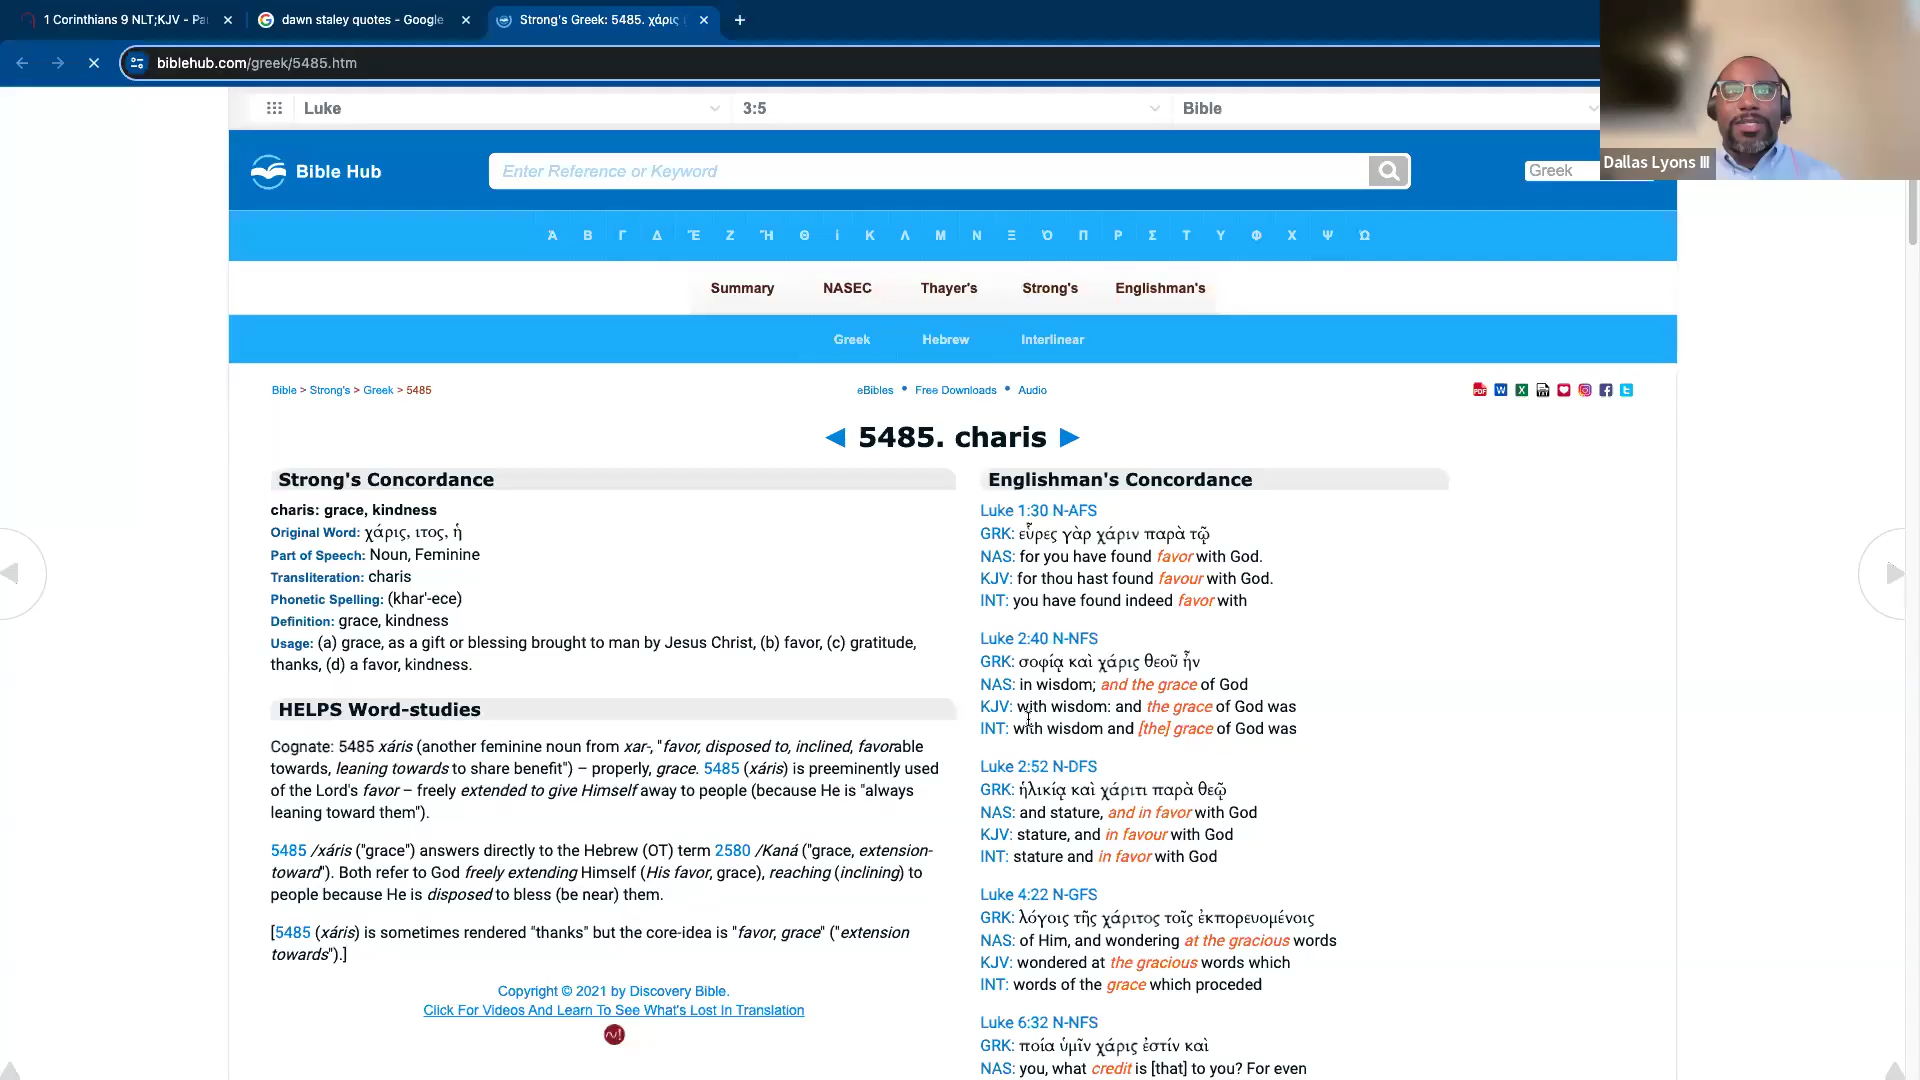 1 Corinthians 9 NLT;KJV - Pa
dawn staley quotes - Google
Strong's Greek: 5485. χάρις
biblehub.com/greek/5485.htm
Luke
3:5
Bible
Bible Hub
Enter Reference or Keyword
Greek
Dallas Lyons III
Ἀ Β Γ Δ Ἐ Ζ Ἠ Θ ἰ Κ Λ Μ Ν Ξ Ὀ Π Ρ Σ Τ Υ Φ Χ Ψ Ὠ
Summary NASEC Thayer's Strong's Englishman's
Greek Hebrew Interlinear
Bible > Strong's > Greek > 5485
eBibles • Free Downloads • Audio
◄ 5485. charis ►
Strong's Concordance
charis: grace, kindness
Original Word: χάρις, ιτος, ἡ
Part of Speech: Noun, Feminine
Transliteration: charis
Phonetic Spelling: (khar'-ece)
Definition: grace, kindness
Usage: (a) grace, as a gift or blessing brought to man by Jesus Christ, (b) favor, (c) gratitude,
thanks, (d) a favor, kindness.
HELPS Word-studies
Cognate: 5485 xáris (another feminine noun from xar-, "favor, disposed to, inclined, favorable
towards, leaning towards to share benefit") – properly, grace. 5485 (xáris) is preeminently used
of the Lord's favor – freely extended to give Himself away to people (because He is "always
leaning toward them").
5485 /xáris ("grace") answers directly to the Hebrew (OT) term 2580 /Kaná ("grace, extension-
toward"). Both refer to God freely extending Himself (His favor, grace), reaching (inclining) to
people because He is disposed to bless (be near) them.
[5485 (xáris) is sometimes rendered "thanks" but the core-idea is "favor, grace" ("extension
towards").]
Copyright © 2021 by Discovery Bible.
Click For Videos And Learn To See What's Lost In Translation
Englishman's Concordance
Luke 1:30 N-AFS
GRK: εὗρες γὰρ χάριν παρὰ τῷ
NAS: for you have found favor with God.
KJV: for thou hast found favour with God.
INT: you have found indeed favor with
Luke 2:40 N-NFS
GRK: σοφίᾳ καὶ χάρις θεοῦ ἦν
NAS: in wisdom; and the grace of God
KJV: with wisdom: and the grace of God was
INT: with wisdom and [the] grace of God was
Luke 2:52 N-DFS
GRK: ἡλικίᾳ καὶ χάριτι παρὰ θεῷ
NAS: and stature, and in favor with God
KJV: stature, and in favour with God
INT: stature and in favor with God
Luke 4:22 N-GFS
GRK: λόγοις τῆς χάριτος τοῖς ἐκπορευομένοις
NAS: of Him, and wondering at the gracious words
KJV: wondered at the gracious words which
INT: words of the grace which proceded
Luke 6:32 N-NFS
GRK: ποία ὑμῖν χάρις ἐστίν καὶ
NAS: you, what credit is [that] to you? For even